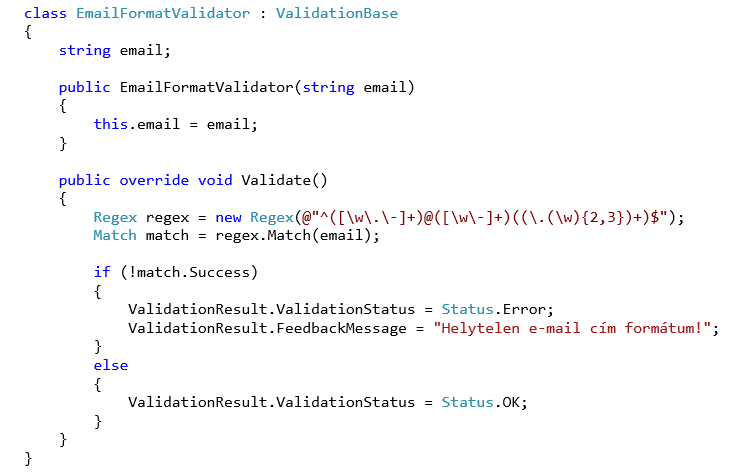 class EmailFormatValidator : ValidationBase
{
    string email;

    public EmailFormatValidator(string email)
    {
        this.email = email;
    }

    public override void Validate()
    {
        Regex regex = new Regex(@"^([\w\.\-]+)@([\w\-]+)((\.(\w){2,3})+)$");
        Match match = regex.Match(email);

        if (!match.Success)
        {
            ValidationResult.ValidationStatus = Status.Error;
            ValidationResult.FeedbackMessage = "Helytelen e-mail cím formátum!";
        }
        else
        {
            ValidationResult.ValidationStatus = Status.OK;
        }
    }
}